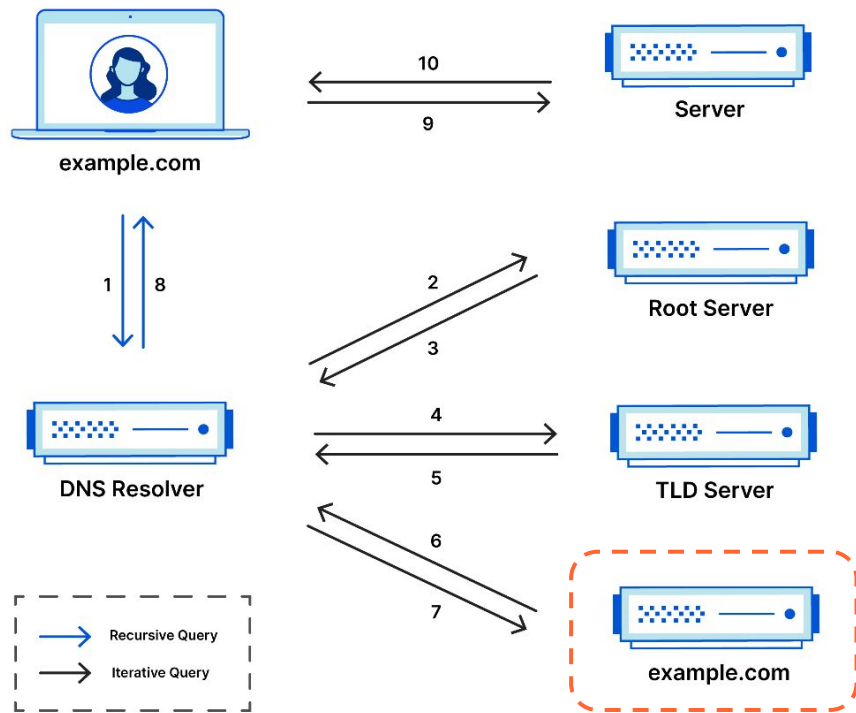 10
9
Server
example.com
1
8
2
3
Root Server
4
5
DNS Resolver
TLD Server
6
7
Recursive Query
Iterative Query
example.com